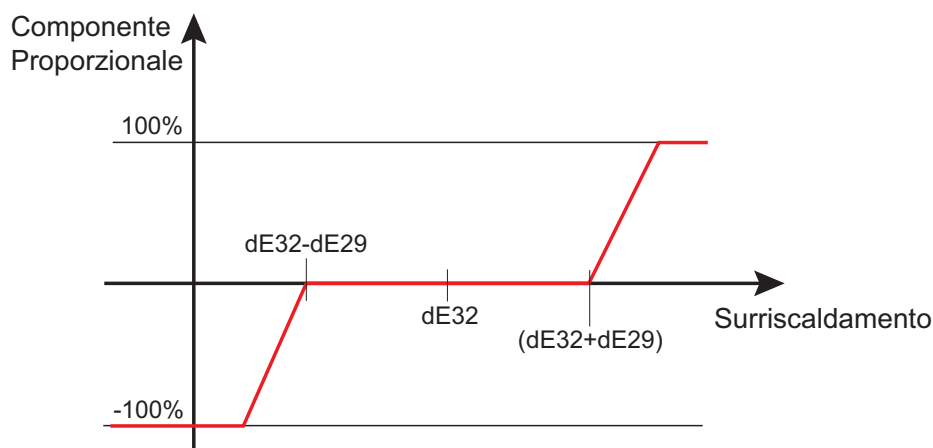 Componente
Proporzionale
100%
dE32-dE29
dE32
(dE32+dE29)
Surriscaldamento
-100%